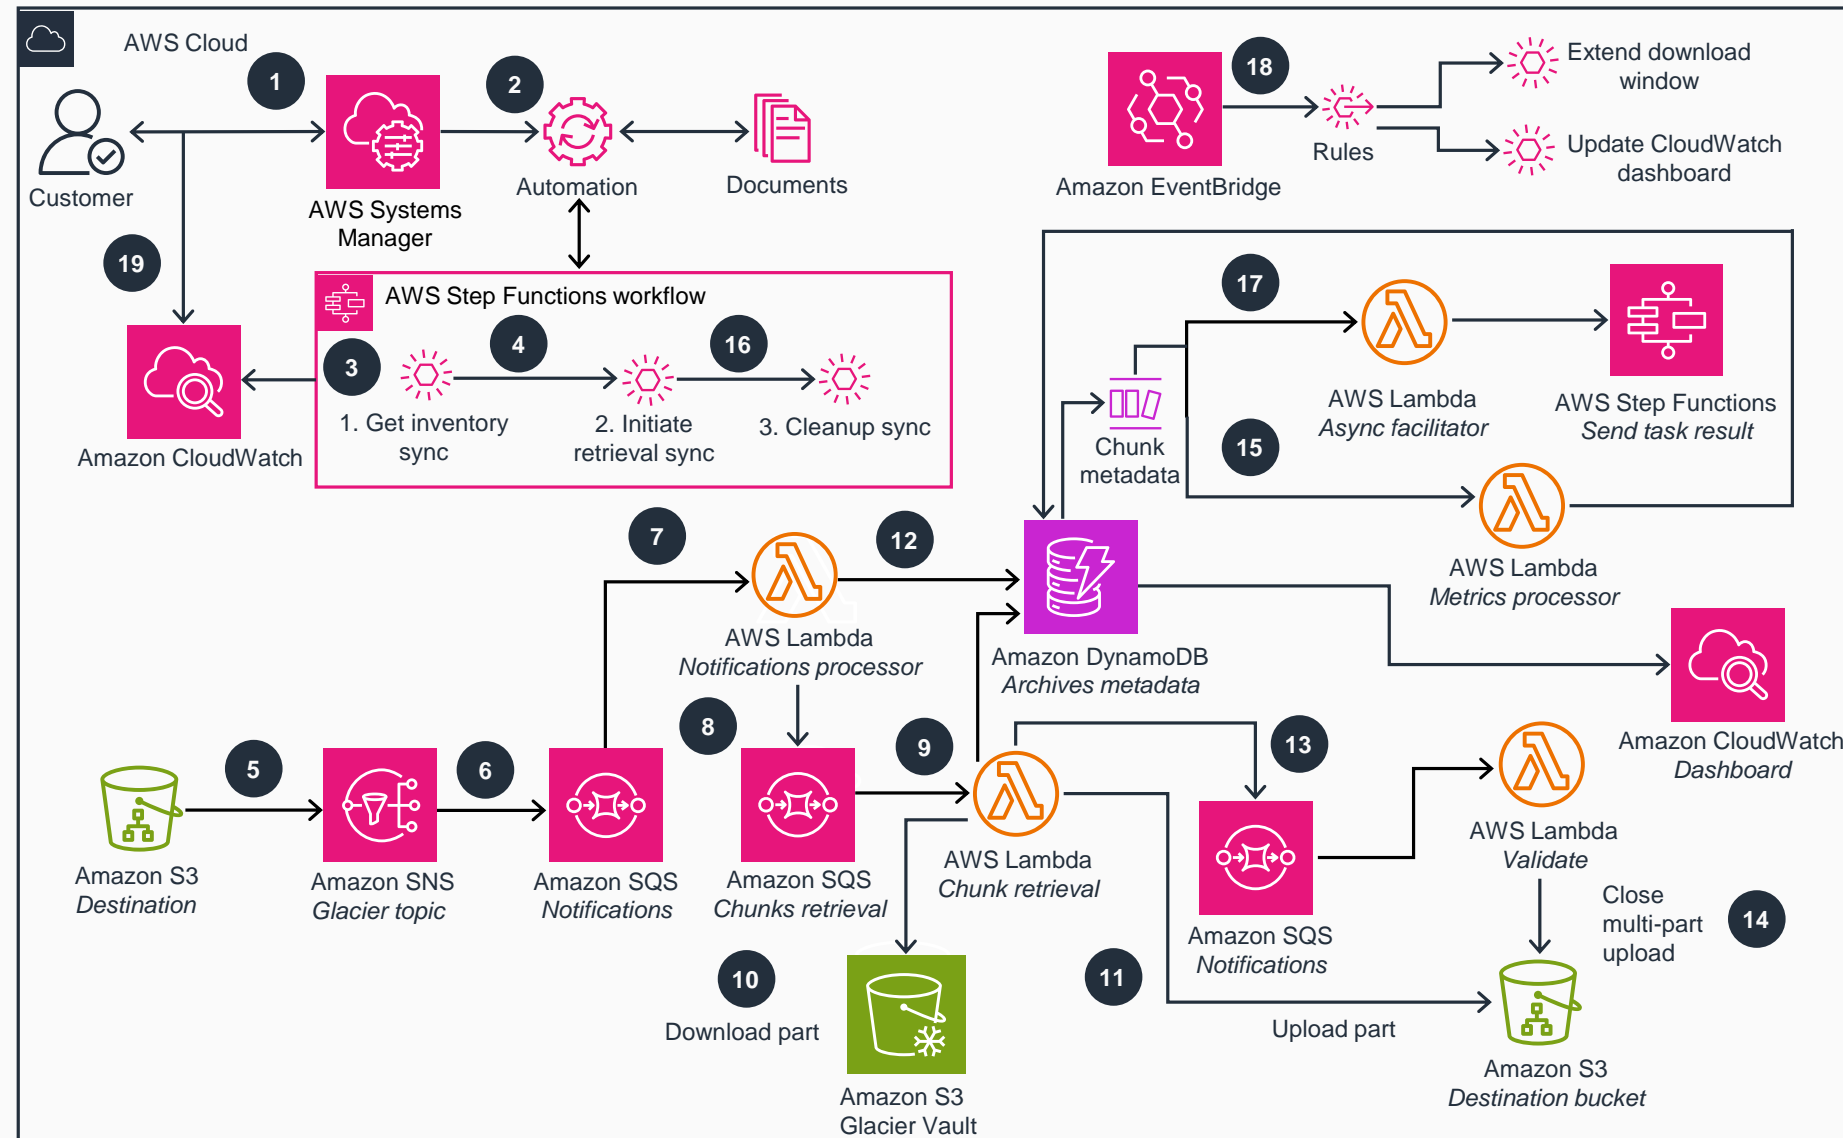 AWS Cloud
1
2
18
Extend download
window
Customer
AWS Systems
Manager
Automation
Documents
Amazon EventBridge
Rules
Update CloudWatch
dashboard
19
AWS Step Functions workflow
3
4
16
1. Get inventory
sync
2. Initiate
retrieval sync
3. Cleanup sync
Amazon CloudWatch
17
Chunk
metadata
AWS Lambda
Async facilitator
AWS Step Functions
Send task result
15
7
12
AWS Lambda
Notifications processor
Amazon DynamoDB
Archives metadata
AWS Lambda
Metrics processor
Amazon CloudWatch
Dashboard
5
6
8
9
13
Amazon S3
Destination
Amazon SNS
Glacier topic
Amazon SQS
Notifications
Amazon SQS
Chunks retrieval
AWS Lambda
Chunk retrieval
Amazon SQS
Notifications
AWS Lambda
Validate
Close
multi-part
upload
14
10
Download part
11
Upload part
Amazon S3
Glacier Vault
Amazon S3
Destination bucket